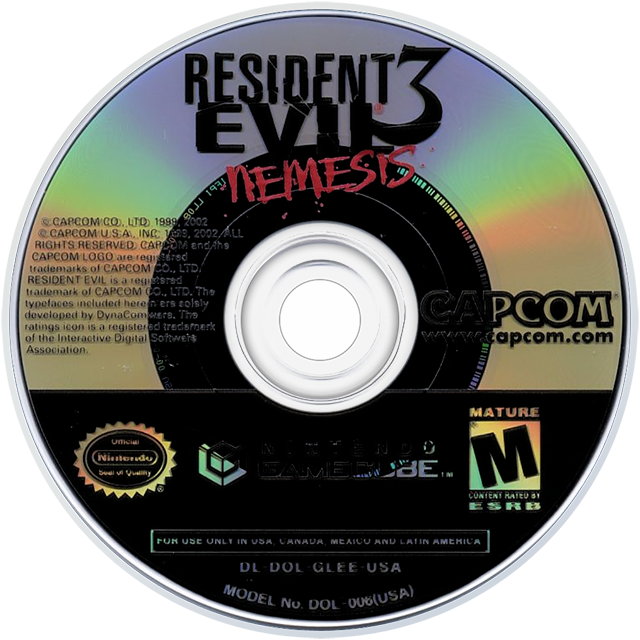 RESIDENT
EVIL 3
NEMESIS
© CAPCOM CO., LTD. 1999, 2002
© CAPCOM U.S.A., INC. 1999, 2002. ALL
RIGHTS RESERVED. CAPCOM and the
CAPCOM LOGO are registered
trademarks of CAPCOM CO., LTD.
RESIDENT EVIL is a registered
trademark of CAPCOM CO., LTD. The
typefaces included herein are solely
developed by DynaComware. The
ratings icon is a registered trademark
of the Interactive Digital Software
Association.
CAPCOM®
www.capcom.com
Official
Nintendo
Seal of Quality
®
NINTENDO
GAMECUBE™
MATURE
M
CONTENT RATED BY
ESRB
FOR USE ONLY IN USA, CANADA, MEXICO AND LATIN AMERICA
DL-DOL-GLEE-USA
MODEL No. DOL-006(USA)